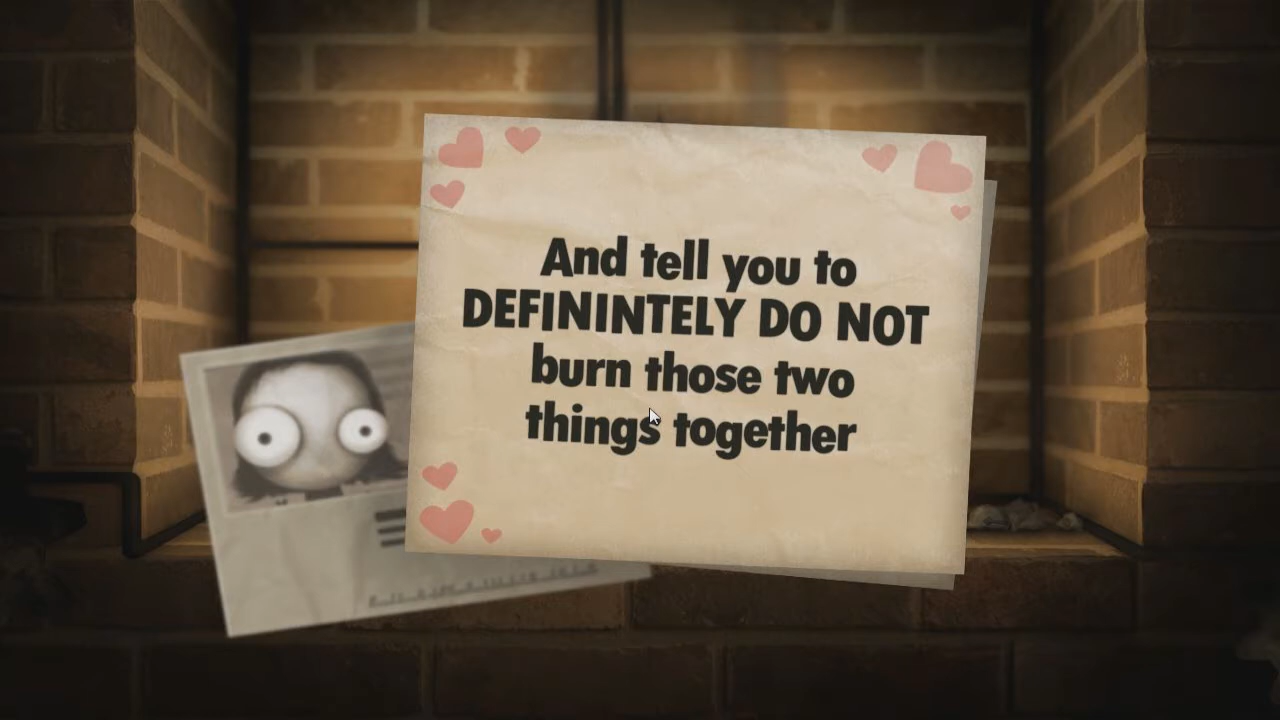 And tell you to
DEFININTELY DO NOT
burn those two
things together